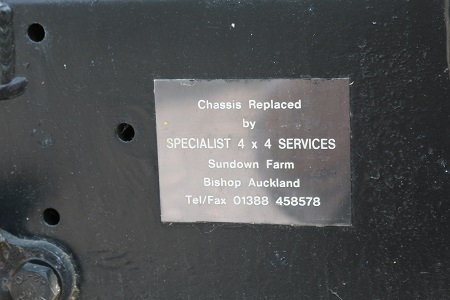 Chassis Replaced
by
SPECIALIST 4 x 4 SERVICES
Sundown Farm
Bishop Auckland
Tel/Fax 01388 458578